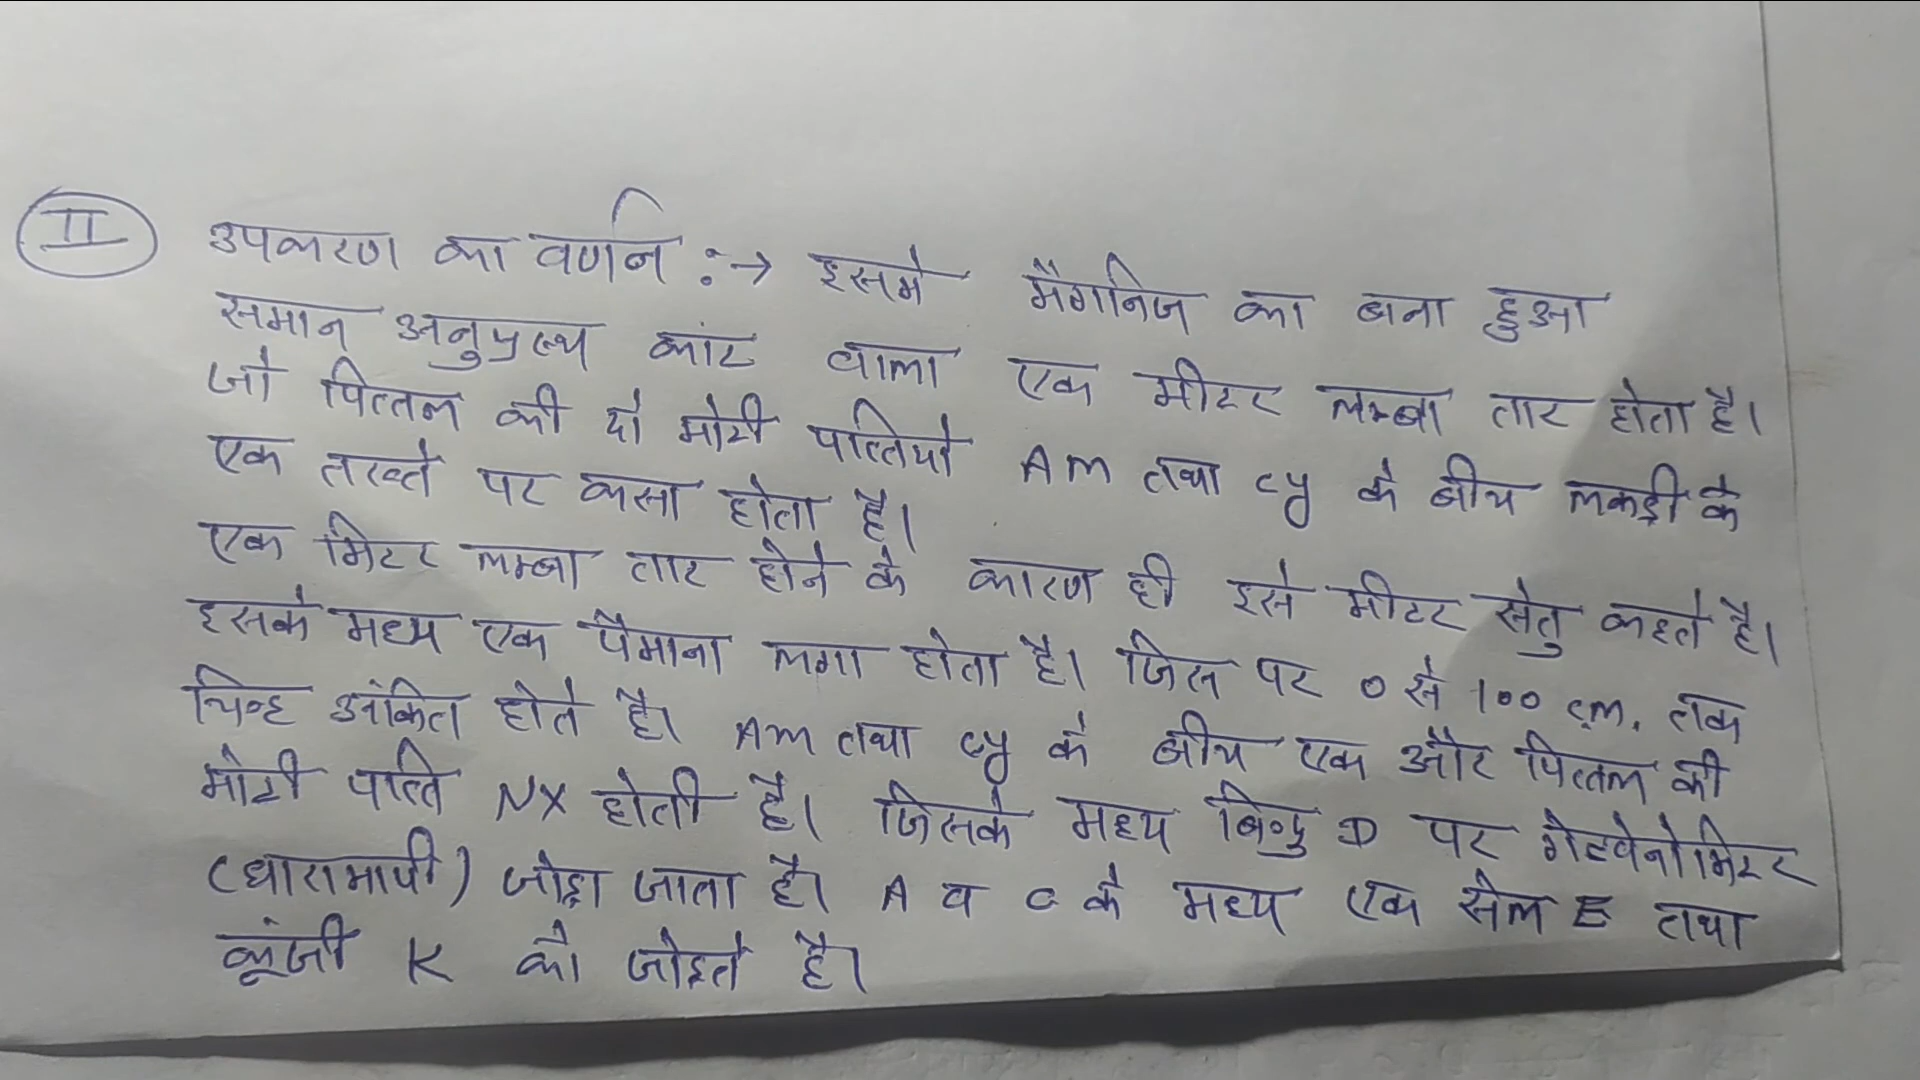 II उपकरण का वर्णन :→ इसमे मैगनिज का बना हुआ
समान अनुप्रस्थ कांट वाला एक मीटर लम्बा तार होता है।
जो पित्तल की दो मोटी पत्तियो Am तथा cy के बीच लकड़ी के
एक तख्ते पर कसा होता है।
एक मिटर लम्बा तार होने के कारण ही इसे मीटर सेतु कहते है।
इसके मध्य एक पैमाना लगा होता है। जिस पर 0 से 100 c.m. तक
चिन्ह अंकित होते है। Am तथा cy के बीच एक और पित्तल की
मोटी पत्ति NX होती है। जिसके मध्य बिन्दु D पर गेल्वेनोमिटर
(धारामापी) जोड़ा जाता है। A व C के मध्य एक सेल E तथा
कूंजी K को जोड़ते है।